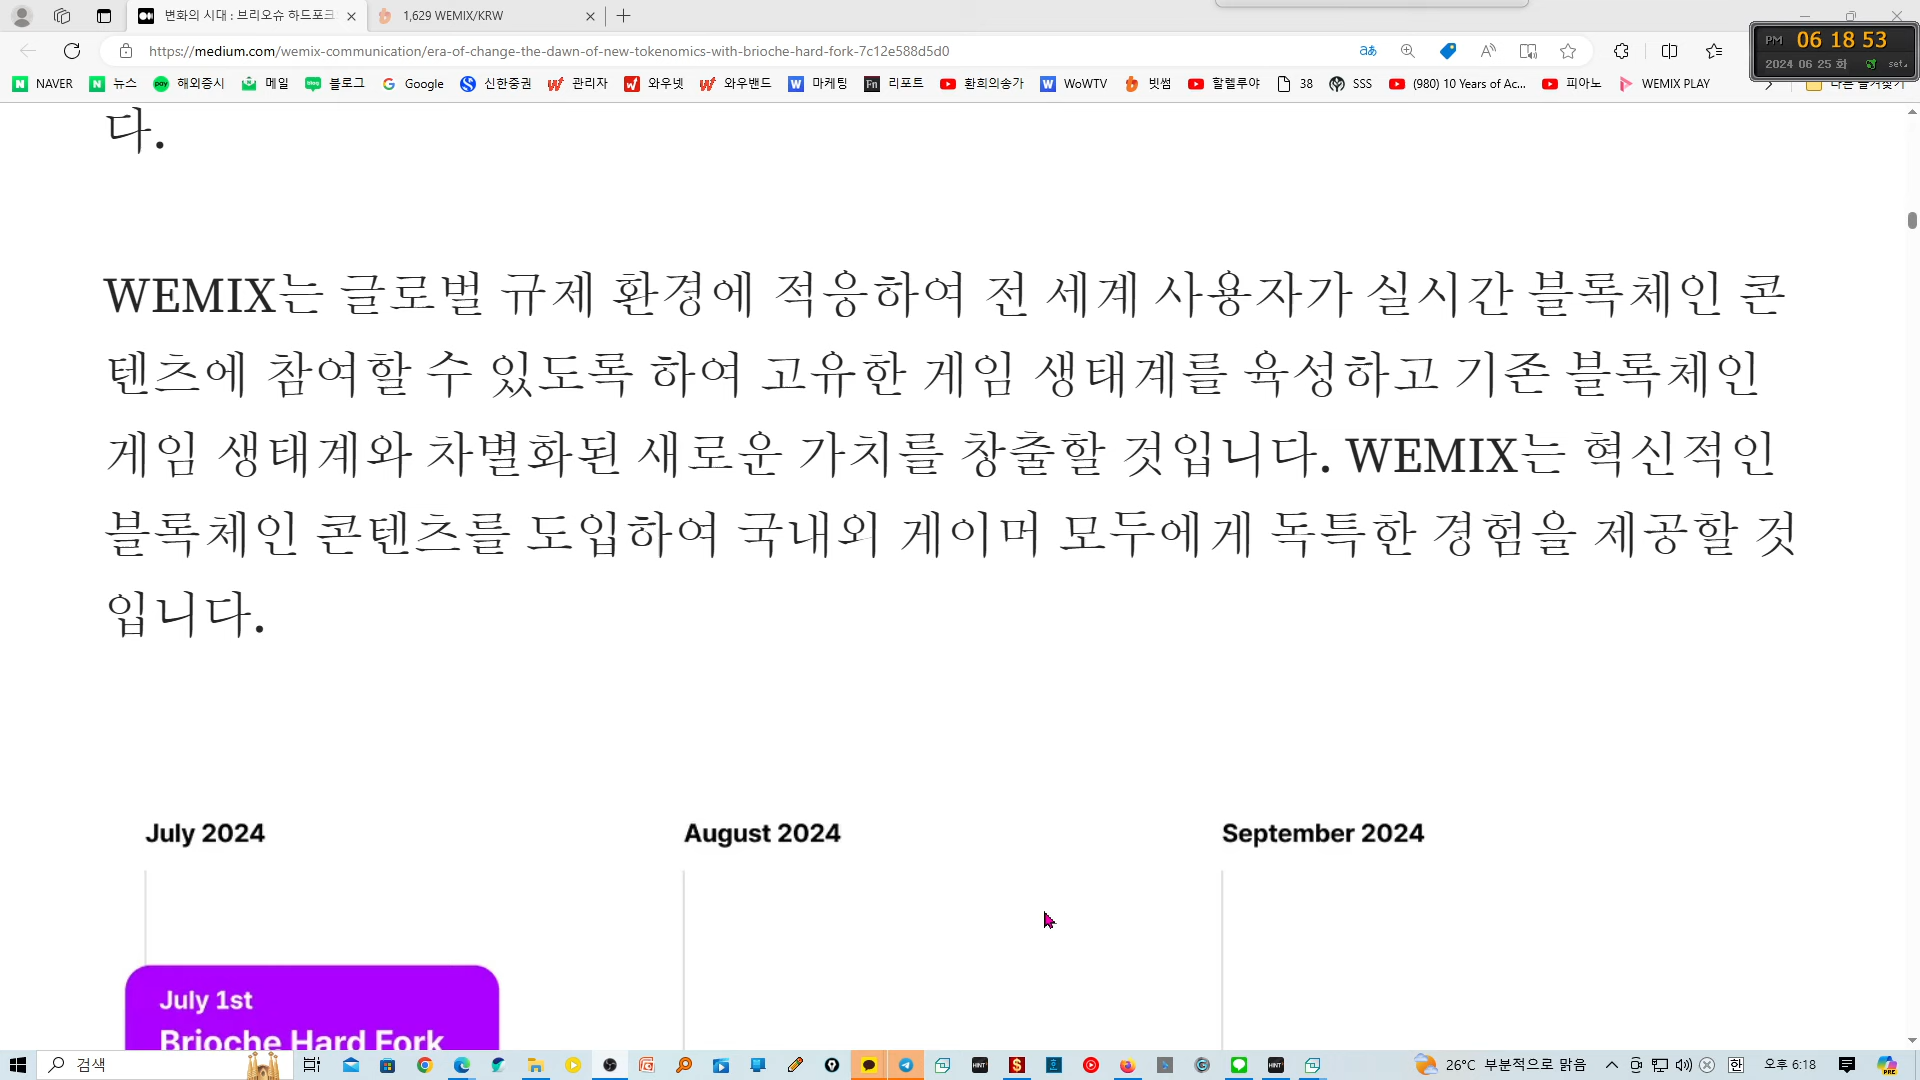 변화의 시대 : 브리오슈 하드포크
1,629 WEMIX/KRW
https://medium.com/wemix-communication/era-of-change-the-dawn-of-new-tokenomics-with-brioche-hard-fork-7c12e588d5d0
PM 06 18 53
2024 06 25 화 set.
NAVER 뉴스 해외증시 메일 블로그 Google 신한증권 관리자 와우넷 와우밴드 마케팅 리포트 환희의송가 WoWTV 빗썸 할렐루야 38 SSS (980) 10 Years of Ac... 피아노 WEMIX PLAY 다른 즐겨찾기
다.
WEMIX는 글로벌 규제 환경에 적응하여 전 세계 사용자가 실시간 블록체인 콘
텐츠에 참여할 수 있도록 하여 고유한 게임 생태계를 육성하고 기존 블록체인
게임 생태계와 차별화된 새로운 가치를 창출할 것입니다. WEMIX는 혁신적인
블록체인 콘텐츠를 도입하여 국내외 게이머 모두에게 독특한 경험을 제공할 것
입니다.
July 2024
August 2024
September 2024
July 1st
Brioche Hard Fork
검색
26°C 부분적으로 맑음
한
오후 6:18